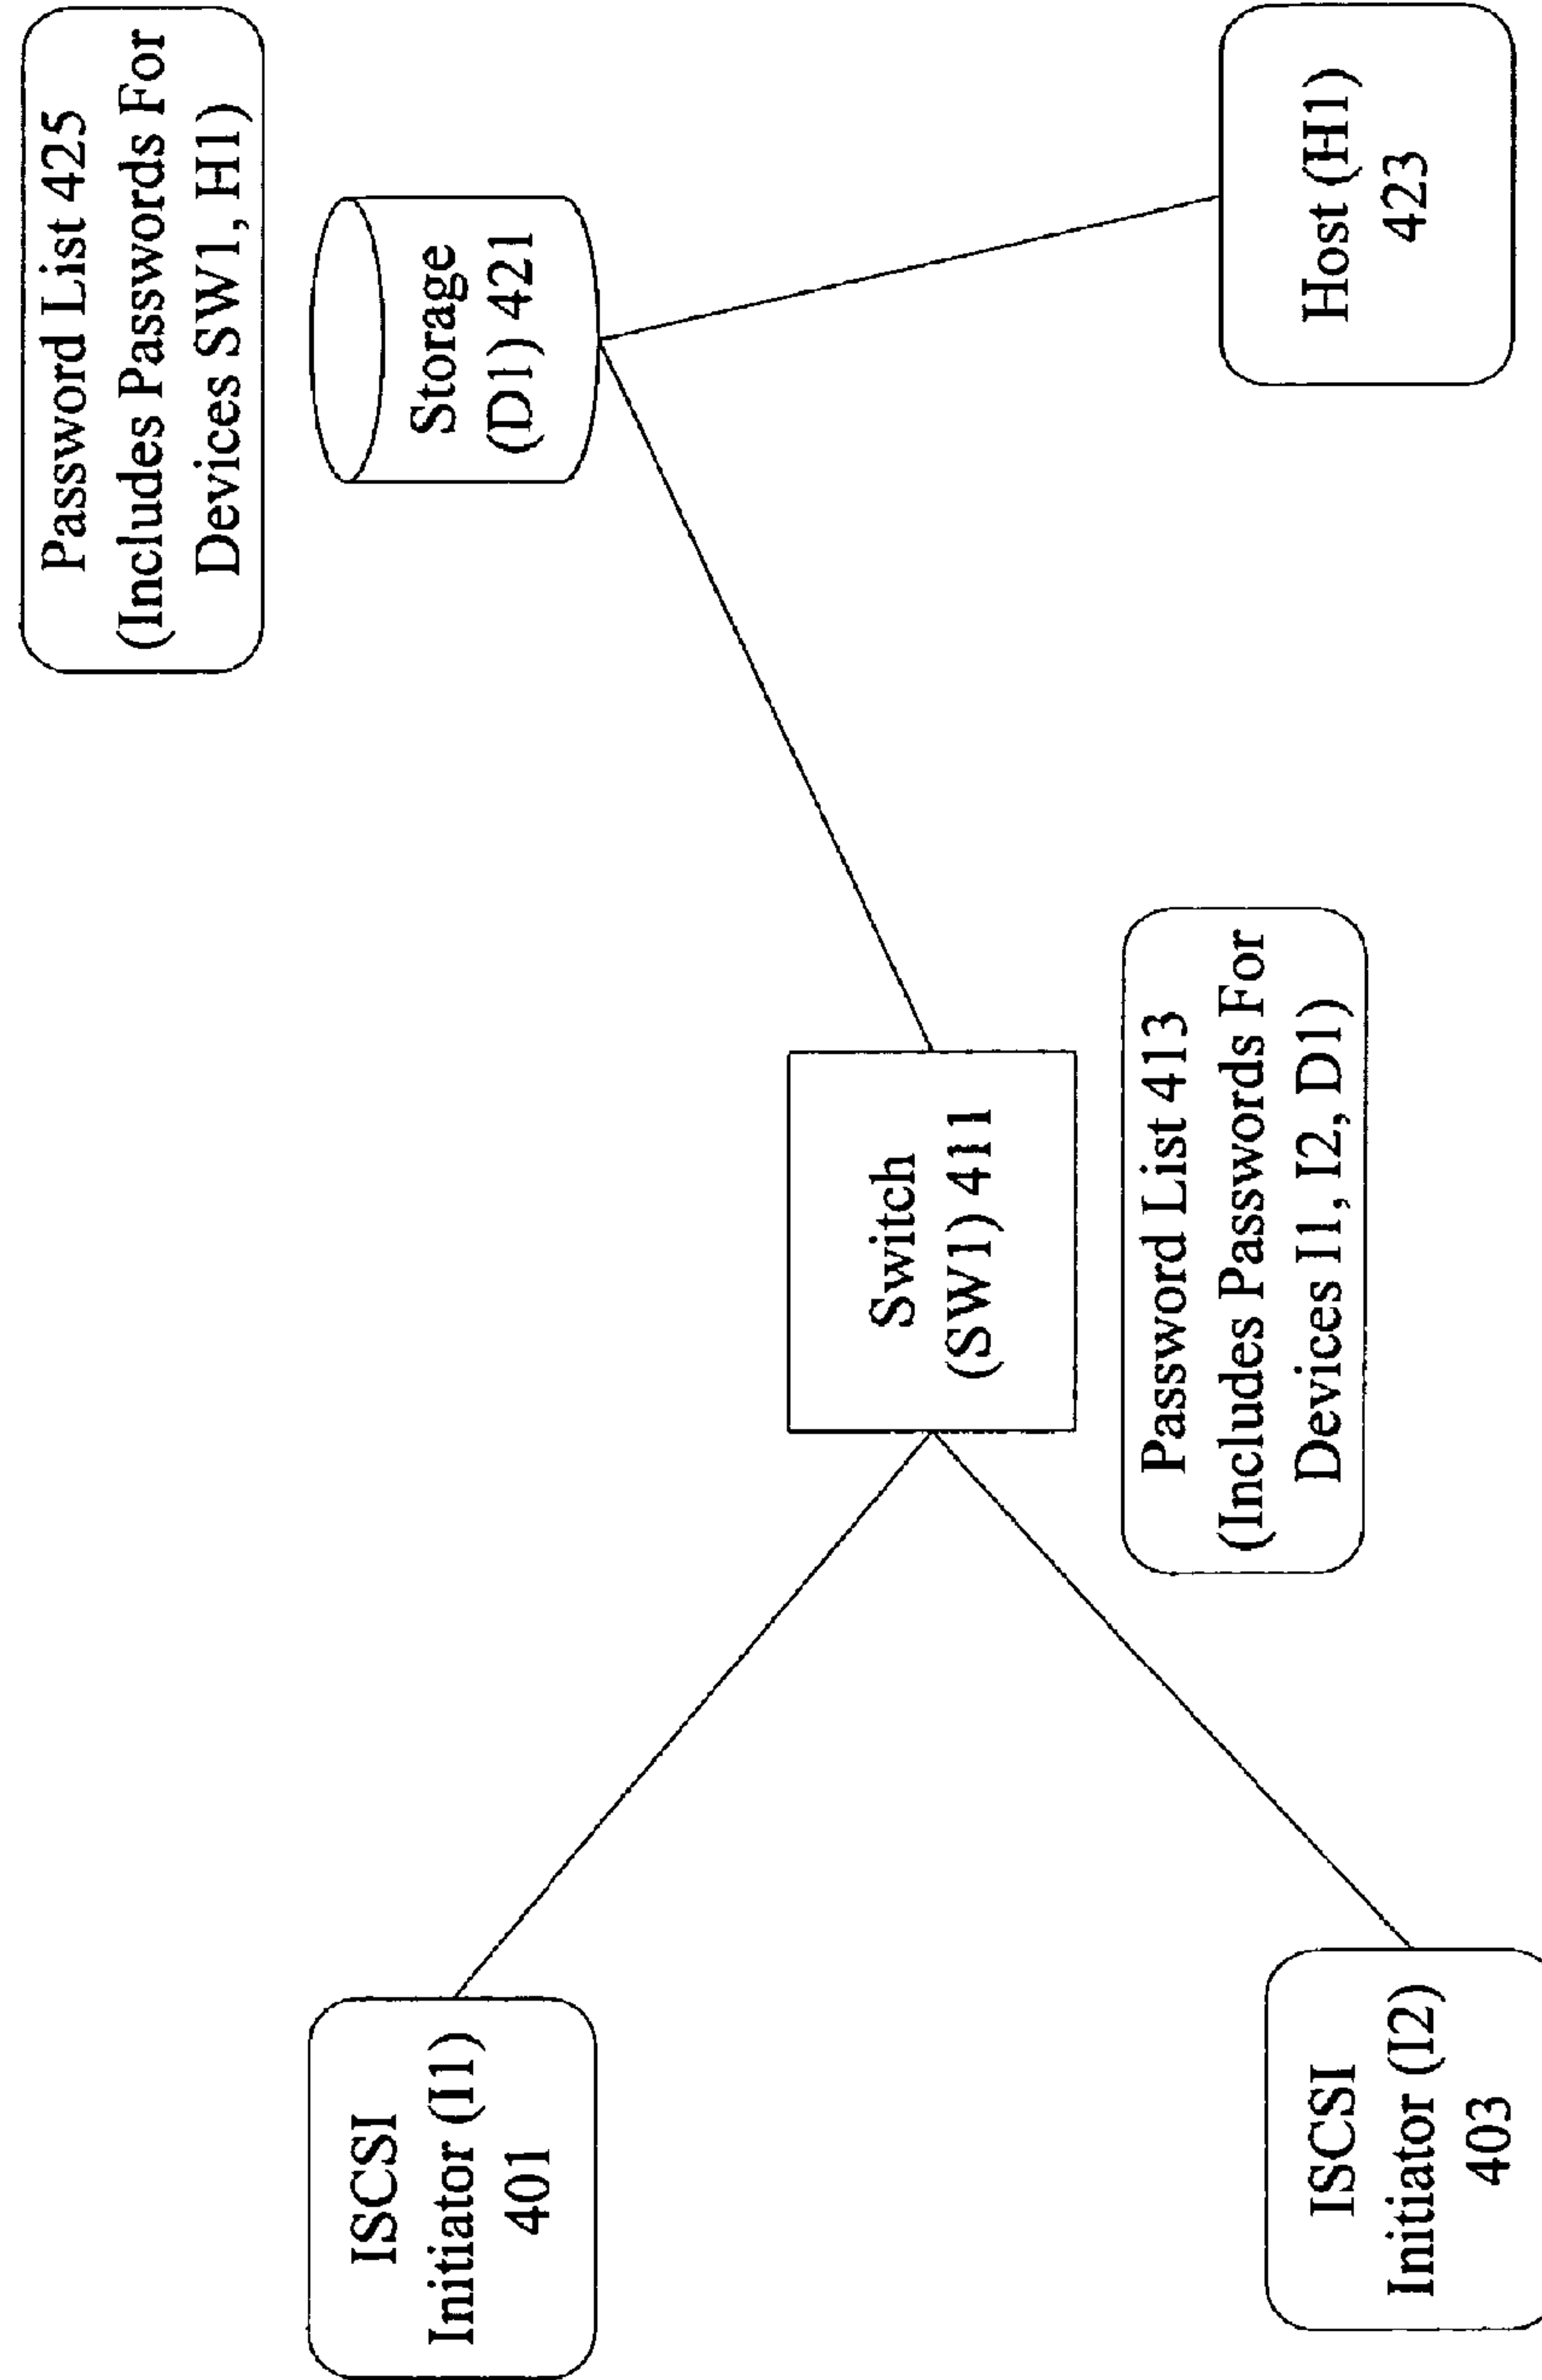 ISCSI
Initiator (I1)
401
ISCSI
Initiator (I2)
403
Switch
(SW1) 411
Password List 413
(Includes Passwords For
Devices I1, I2, D1)
Password List 425
(Includes Passwords For
Devices SW1, H1)
Storage
(D1) 421
Host (H1)
423